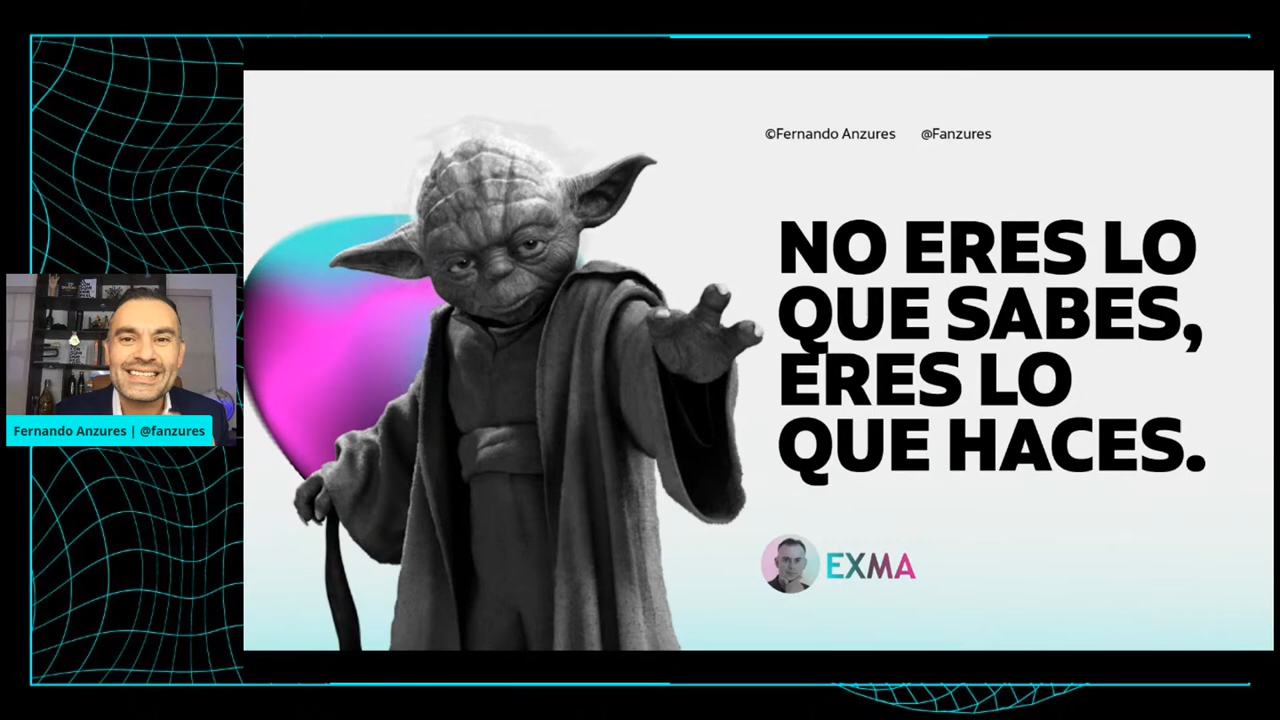 ©Fernando Anzures @Fanzures
NO ERES LO
QUE SABES,
ERES LO
QUE HACES.
EXMA
Fernando Anzures | @fanzures